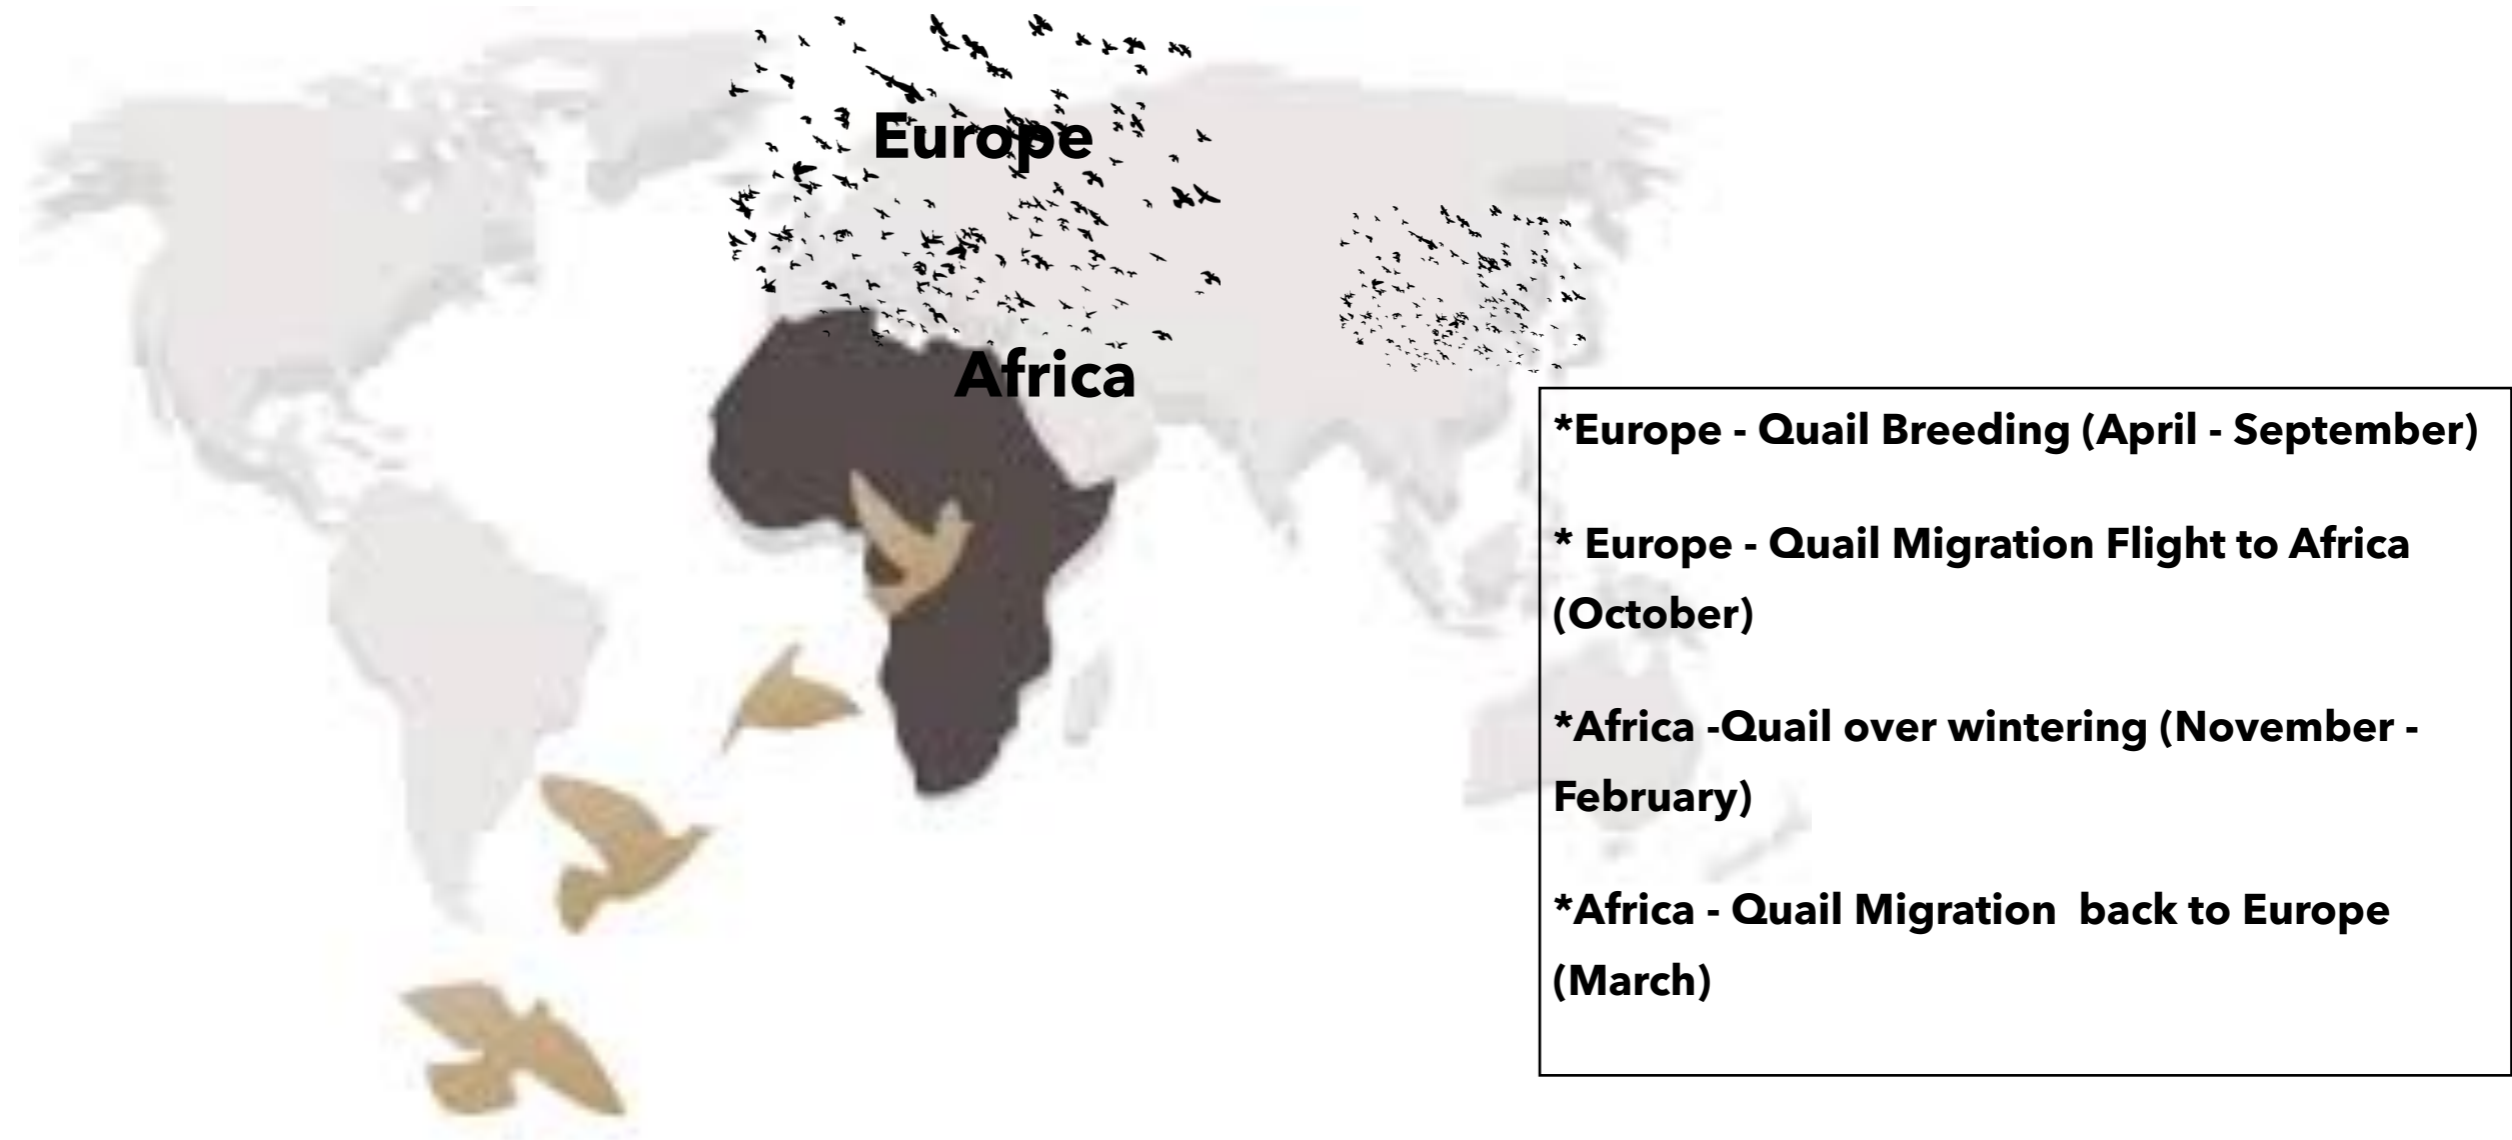 Europe
Africa
*Europe - Quail Breeding (April - September)
* Europe - Quail Migration Flight to Africa
(October)
*Africa -Quail over wintering (November -
February)
*Africa - Quail Migration  back to Europe
(March)